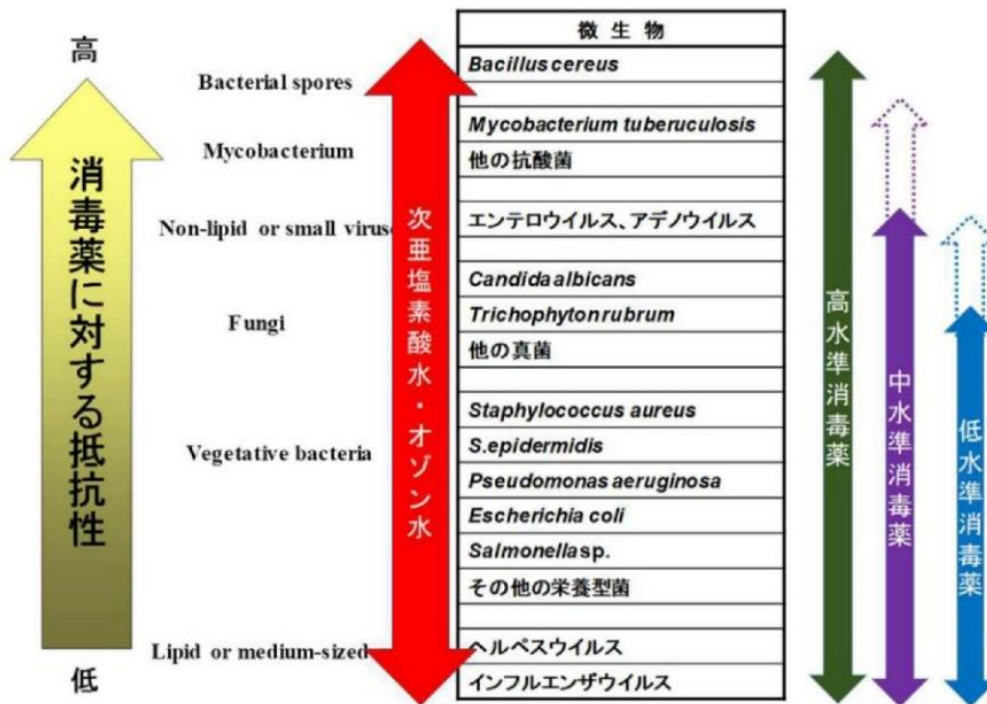 高
消毒薬に対する抵抗性
低
Bacterial spores
Mycobacterium
Non-lipid or small viruse
Fungi
Vegetative bacteria
Lipid or medium-sized
次亜塩素酸水・オゾン水
微生物
Bacillus cereus
Mycobacterium tuberuculosis
他の抗酸菌
エンテロウイルス、アデノウイルス
Candida albicans
Trichophyton rubrum
他の真菌
Staphylococcus aureus
S.epidermidis
Pseudomonas aeruginosa
Escherichia coli
Salmonella sp.
その他の栄養型菌
ヘルペスウイルス
インフルエンザウイルス
高水準消毒薬
中水準消毒薬
低水準消毒薬